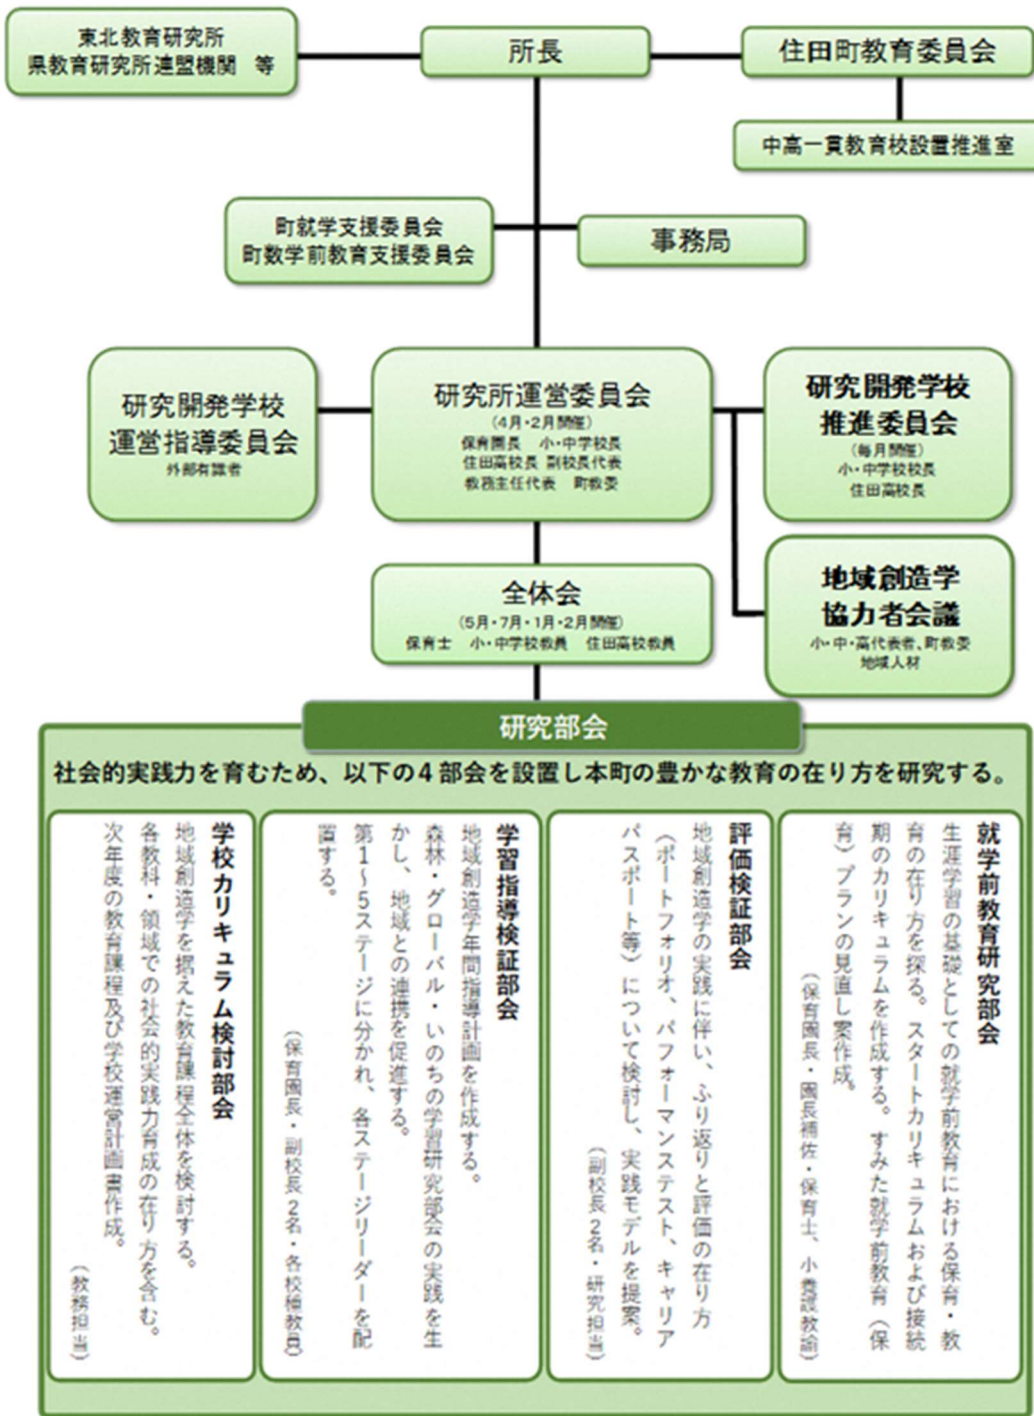 東北教育研究所
県教育研究所連盟機関　等
所長
住田町教育委員会
中高一貫教育校設置推進室
町就学支援委員会
町数学前教育支援委員会
事務局
研究開発学校
運営指導委員会
外部有識者
研究所運営委員会
(4月・2月開催)
保育園長　小・中学校長
住田高校長 副校長代表
教務主任代表　町教委
研究開発学校
推進委員会
(毎月開催)
小・中学校校長
住田高校長
全体会
(5月・7月・1月・2月開催)
保育士　小・中学校教員　住田高校教員
地域創造学
協力者会議
小・中・高代表者、町教委
地域人材
研究部会
社会的実践力を育むため、以下の4部会を設置し本町の豊かな教育の在り方を研究する。
就学前教育研究部会
生涯学習の基礎としての就学前教育における保育・教
育の在り方を探る。スタートカリキュラムおよび接続
期のカリキュラムを作成する。すみた就学前教育（保
育）プランの見直し案作成。
（保育園長・園長補佐・保育士、小養護教諭）
評価検証部会
地域創造学の実践に伴い、ふり返りと評価の在り方
（ポートフォリオ、パフォーマンステスト、キャリア
パスポート等）について検討し、実践モデルを提案。
（副校長2名・研究担当）
学習指導検証部会
地域創造学年間指導計画を作成する。
森林・グローバル・いのちの学習研究部会の実践を生
かし、地域との連携を促進する。
第1～5ステージに分かれ、各ステージリーダーを配
置する。
（保育園長・副校長2名・各校種教員）
学校カリキュラム検討部会
地域創造学を据えた教育課程全体を検討する。
各教科・領域での社会的実践力育成の在り方を含む。
次年度の教育課程及び学校運営計画書作成。
（教務担当）